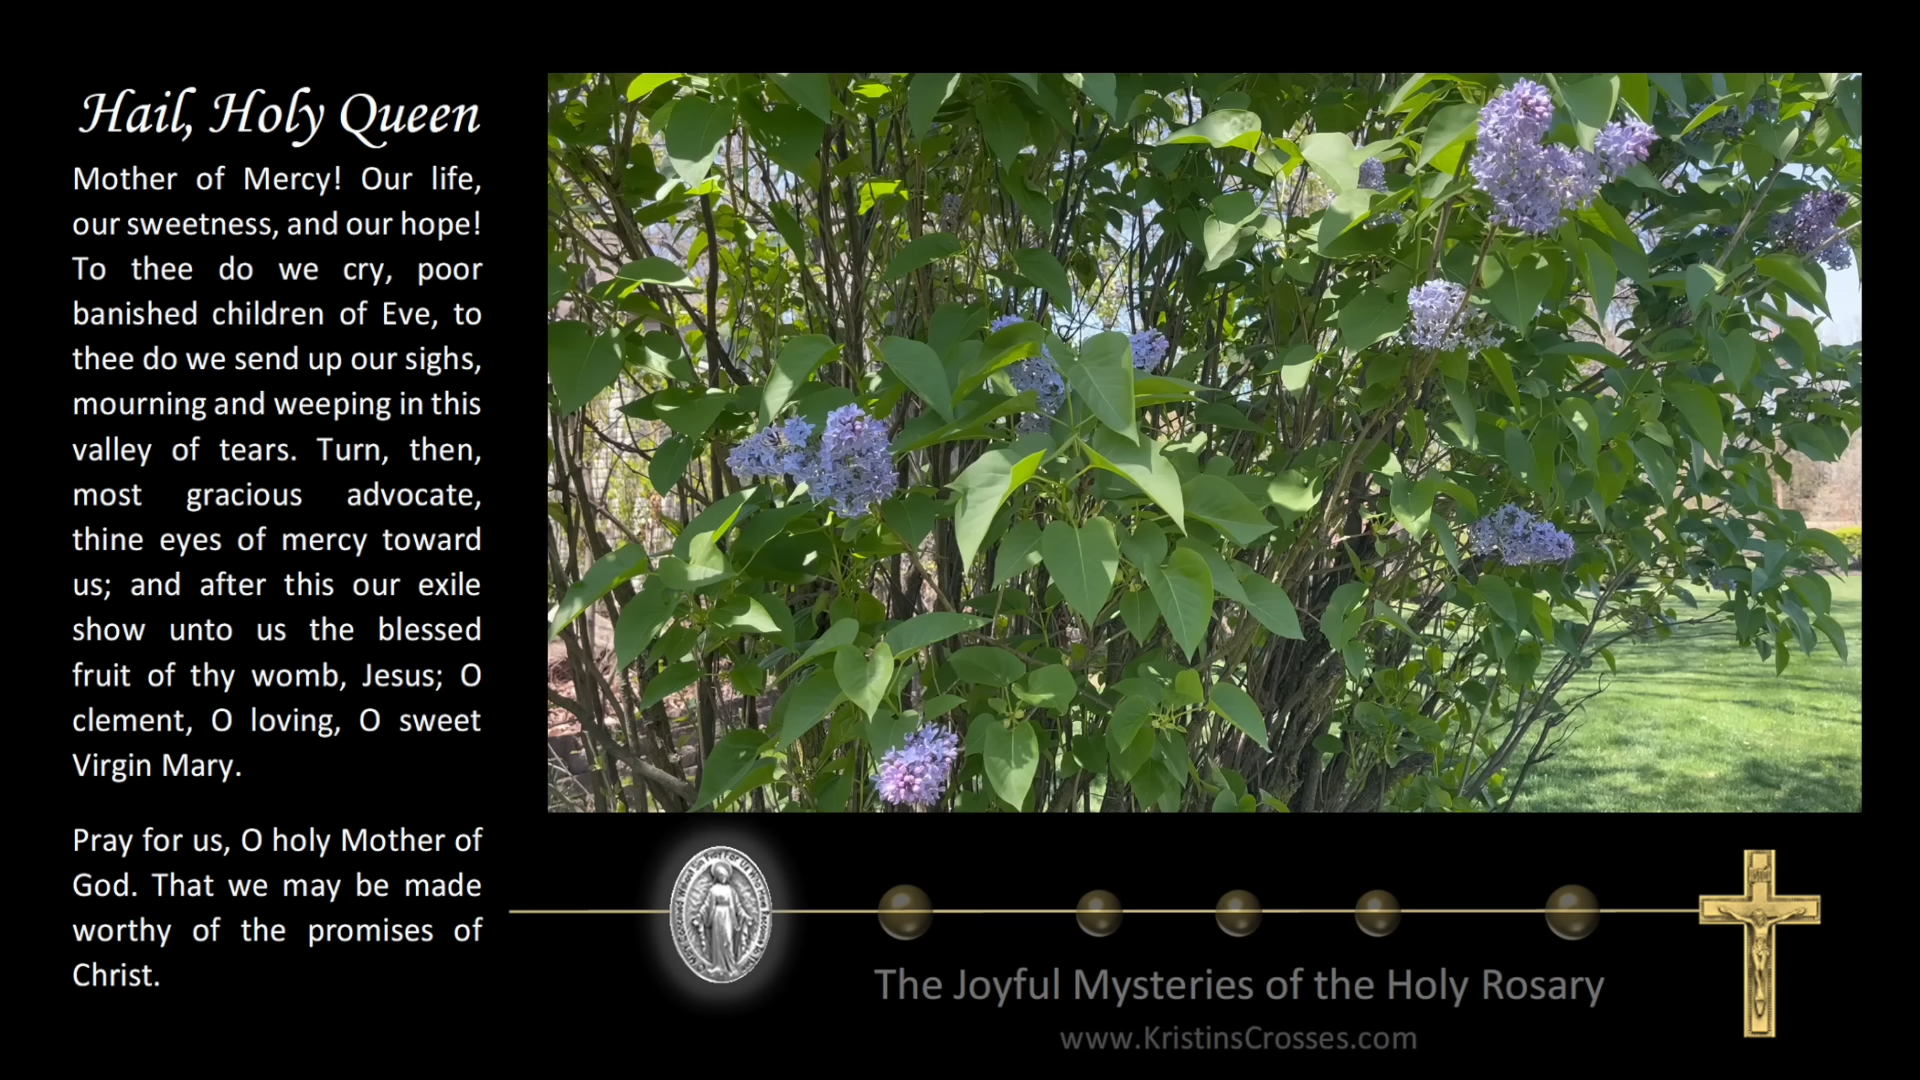 Hail, Holy Queen
Mother of Mercy! Our life,
our sweetness, and our hope!
To thee do we cry, poor
banished children of Eve, to
thee do we send up our sighs,
mourning and weeping in this
valley of tears. Turn, then,
most gracious advocate,
thine eyes of mercy toward
us; and after this our exile
show unto us the blessed
fruit of thy womb, Jesus; O
clement, O loving, O sweet
Virgin Mary.
Pray for us, O holy Mother of
God. That we may be made
worthy of the promises of
Christ.
The Joyful Mysteries of the Holy Rosary
www.KristinsCrosses.com